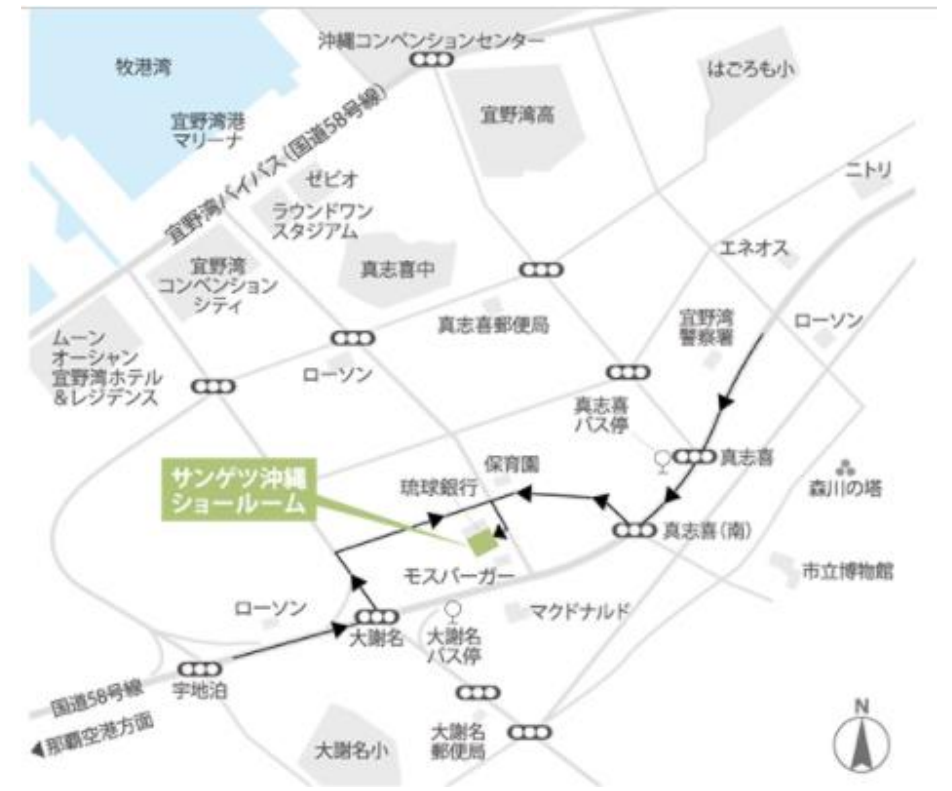 沖縄コンベンションセンター
牧港湾
はごろも小
宜野湾港
マリーナ
宜野湾高
宜野湾バイパス(国道58号線)
ゼビオ
ニトリ
ラウンドワン
スタジアム
エネオス
宜野湾
コンベンション
シティ
真志喜中
真志喜郵便局
宜野湾
警察署
ローソン
ムーン
オーシャン
宜野湾ホテル
&レジデンス
ローソン
真志喜
バス停
真志喜
サンゲツ沖縄
ショールーム
保育園
琉球銀行
森川の塔
真志喜(南)
モスバーガー
市立博物館
ローソン
マクドナルド
大謝名
大謝名
バス停
宇地泊
国道58号線
那覇空港方面
大謝名小
大謝名
郵便局
N